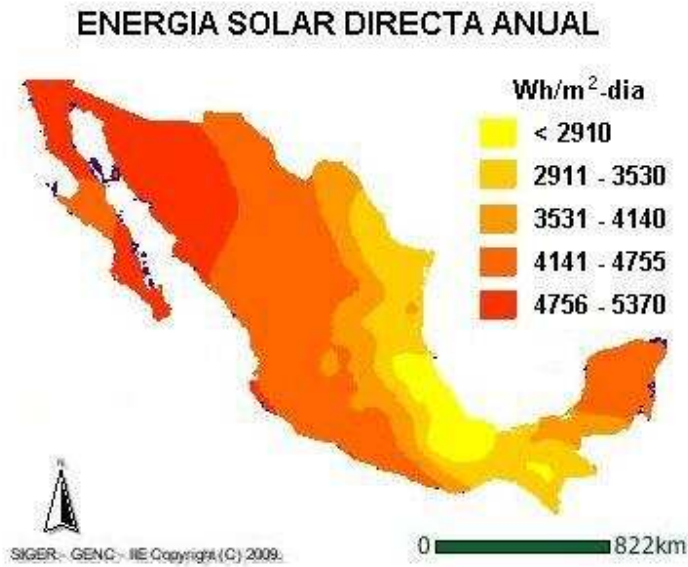 ENERGIA SOLAR DIRECTA ANUAL
Wh/m²-dia
< 2910
2911 - 3530
3531 - 4140
4141 - 4755
4756 - 5370
N
SIGER - GENC - IIE Copyright (C) 2009.
0 822km